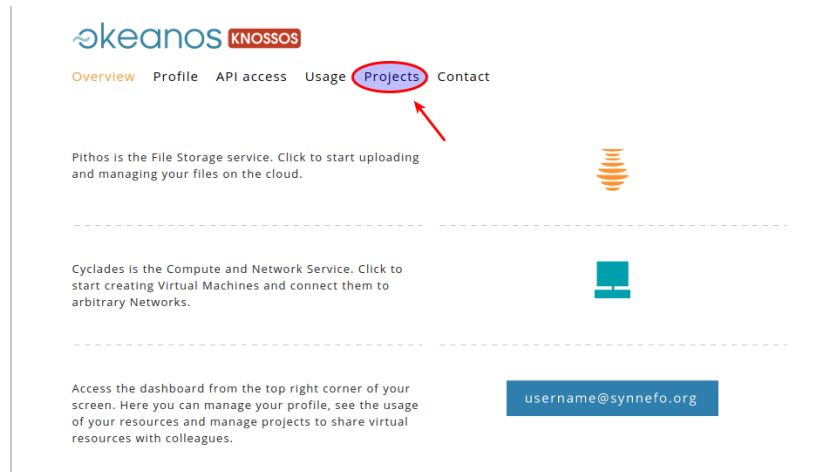 okeanos KNOSSOS
Overview Profile API access Usage Projects Contact
Pithos is the File Storage service. Click to start uploading
and managing your files on the cloud.
Cyclades is the Compute and Network Service. Click to
start creating Virtual Machines and connect them to
arbitrary Networks.
Access the dashboard from the top right corner of your
screen. Here you can manage your profile, see the usage
of your resources and manage projects to share virtual
resources with colleagues.
username@synnefo.org